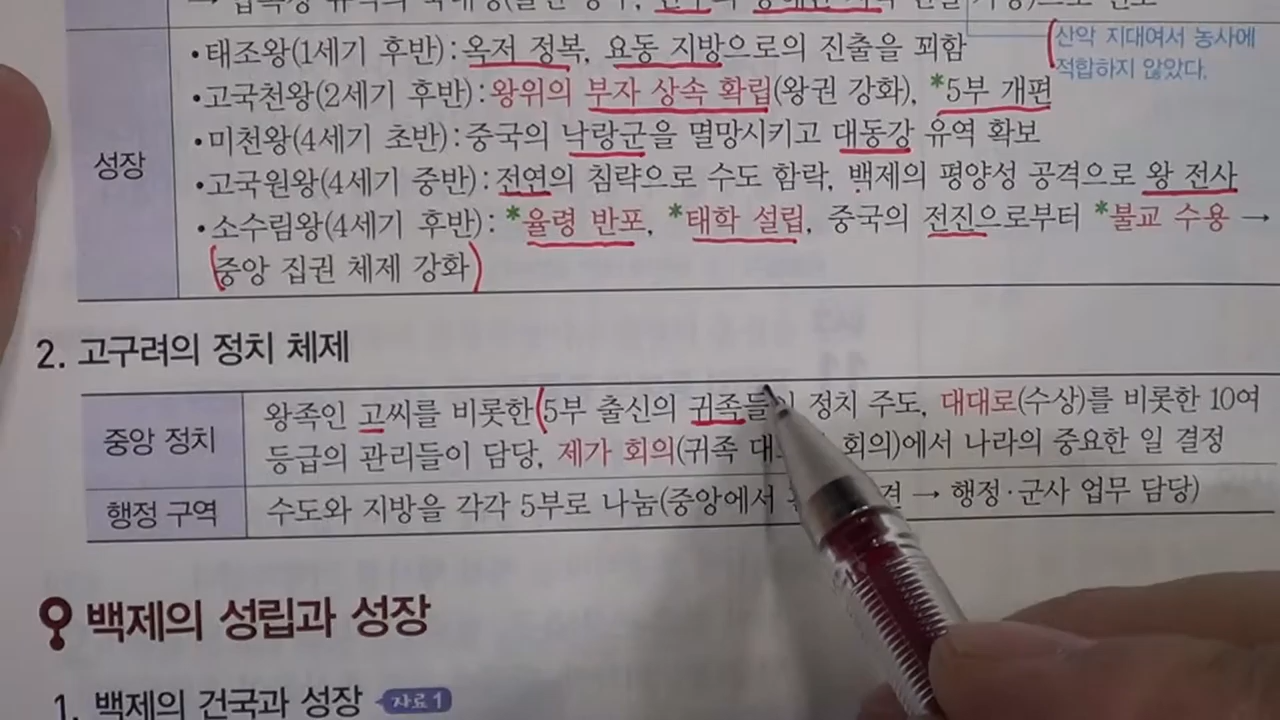 산악 지대여서 농사에
적합하지 않았다.
성장
•태조왕(1세기 후반): 옥저 정복, 요동 지방으로의 진출을 꾀함
•고국천왕(2세기 후반): 왕위의 부자 상속 확립(왕권 강화), *5부 개편
•미천왕(4세기 초반): 중국의 낙랑군을 멸망시키고 대동강 유역 확보
•고국원왕(4세기 중반): 전연의 침략으로 수도 함락, 백제의 평양성 공격으로 왕 전사
•소수림왕(4세기 후반): *율령 반포, *태학 설립, 중국의 전진으로부터 *불교 수용 →
중앙 집권 체제 강화
2. 고구려의 정치 체제
중앙 정치
왕족인 고씨를 비롯한 5부 출신의 귀족들이 정치 주도, 대대로(수상)를 비롯한 10여
등급의 관리들이 담당, 제가 회의(귀족 회의)에서 나라의 중요한 일 결정
행정 구역
수도와 지방을 각각 5부로 나눔(중앙에서 → 행정·군사 업무 담당)
백제의 성립과 성장
1. 백제의 건국과 성장 자료 1